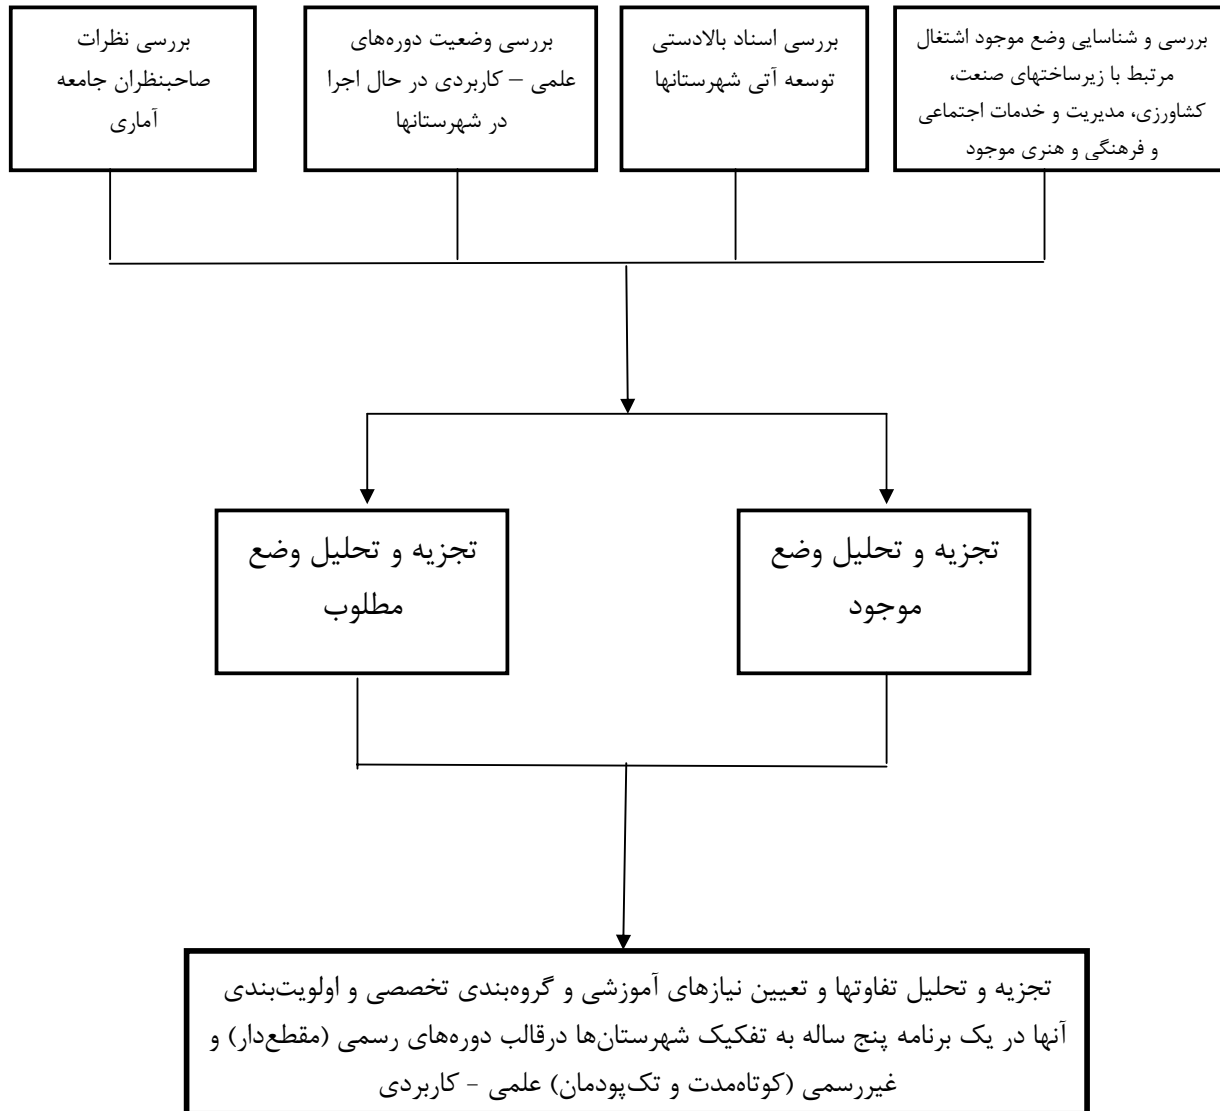 بررسی و شناسایی وضع موجود اشتغال
مرتبط با زیرساختهای صنعت،
کشاورزی، مدیریت و خدمات اجتماعی
و فرهنگی و هنری موجود
بررسی اسناد بالادستی
توسعه آتی شهرستانها
بررسی وضعیت دوره‌های
علمی – کاربردی در حال اجرا
در شهرستانها
بررسی نظرات
صاحبنظران جامعه
آماری
تجزیه و تحلیل وضع
موجود
تجزیه و تحلیل وضع
مطلوب
تجزیه و تحلیل تفاوتها و تعیین نیازهای آموزشی و گروه‌بندی تخصصی و اولویت‌بندی
آنها در یک برنامه پنج ساله به تفکیک شهرستان‌ها درقالب دوره‌های رسمی (مقطع‌دار) و
غیررسمی (کوتاه‌مدت و تک‌پودمان) علمی - کاربردی